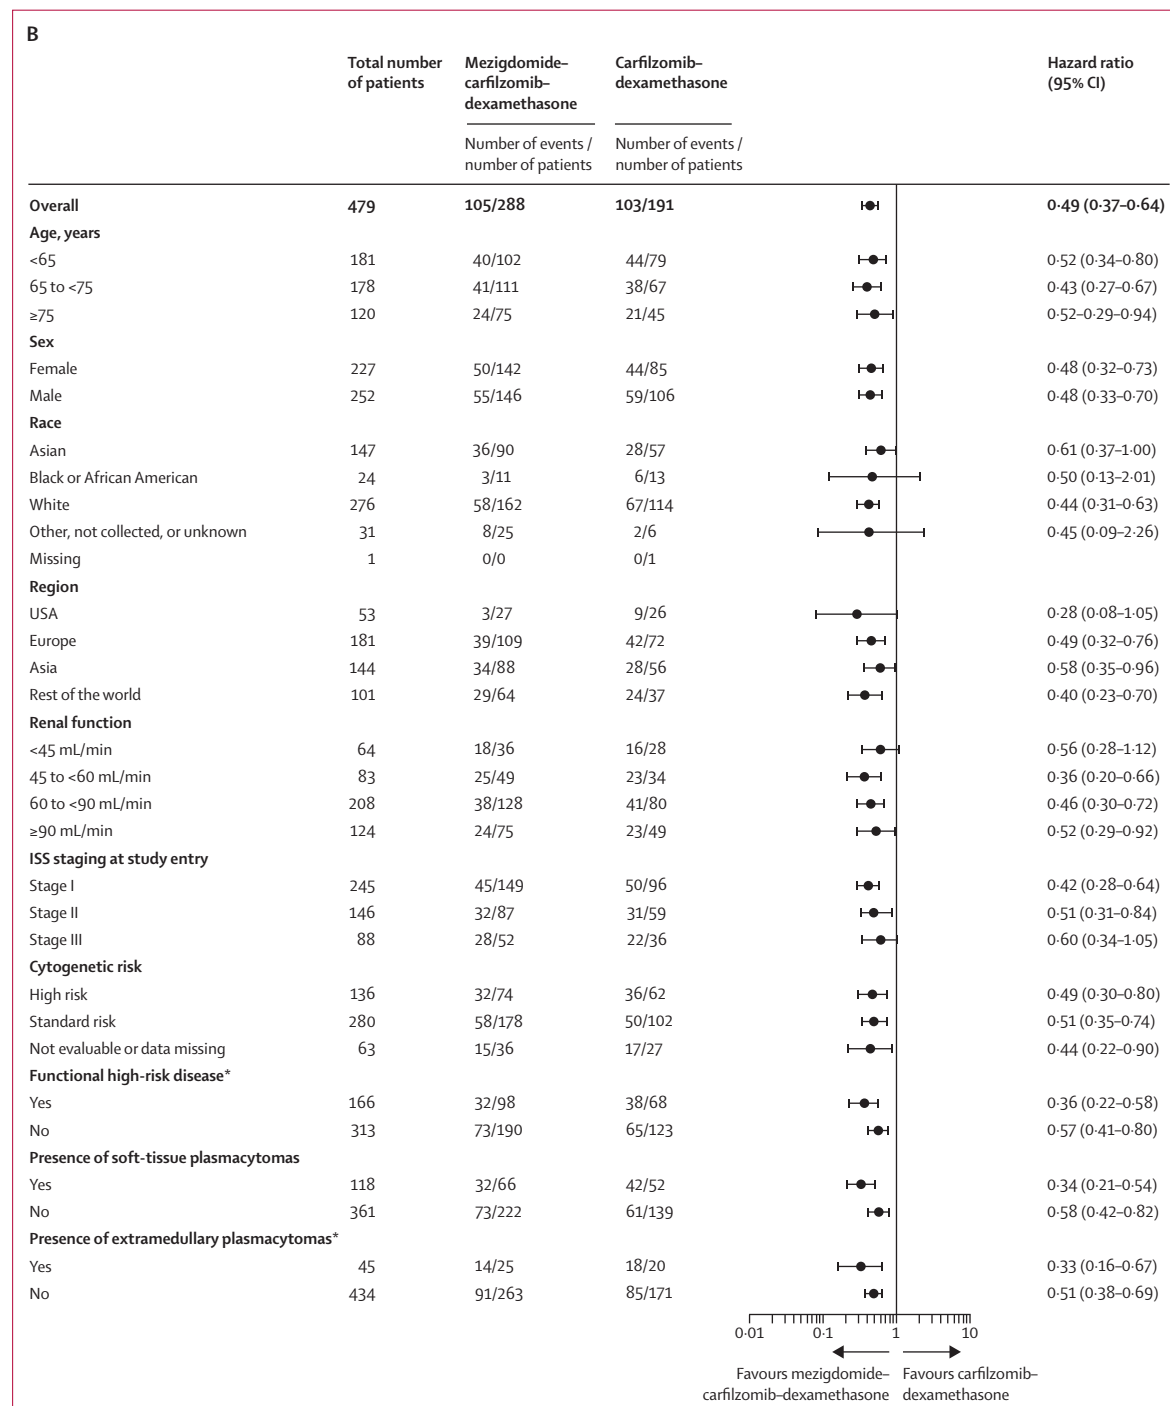 B
Total number of patients Mezigdomide–carfilzomib–dexamethasone Carfilzomib–dexamethasone Hazard ratio (95% CI)
Number of events / number of patients Number of events / number of patients
Overall 479 105/288 103/191 0·49 (0·37–0·64)
Age, years
<65 181 40/102 44/79 0·52 (0·34–0·80)
65 to <75 178 41/111 38/67 0·43 (0·27–0·67)
≥75 120 24/75 21/45 0·52–0·29–0·94)
Sex
Female 227 50/142 44/85 0·48 (0·32–0·73)
Male 252 55/146 59/106 0·48 (0·33–0·70)
Race
Asian 147 36/90 28/57 0·61 (0·37–1·00)
Black or African American 24 3/11 6/13 0·50 (0·13–2·01)
White 276 58/162 67/114 0·44 (0·31–0·63)
Other, not collected, or unknown 31 8/25 2/6 0·45 (0·09–2·26)
Missing 1 0/0 0/1
Region
USA 53 3/27 9/26 0·28 (0·08–1·05)
Europe 181 39/109 42/72 0·49 (0·32–0·76)
Asia 144 34/88 28/56 0·58 (0·35–0·96)
Rest of the world 101 29/64 24/37 0·40 (0·23–0·70)
Renal function
<45 mL/min 64 18/36 16/28 0·56 (0·28–1·12)
45 to <60 mL/min 83 25/49 23/34 0·36 (0·20–0·66)
60 to <90 mL/min 208 38/128 41/80 0·46 (0·30–0·72)
≥90 mL/min 124 24/75 23/49 0·52 (0·29–0·92)
ISS staging at study entry
Stage I 245 45/149 50/96 0·42 (0·28–0·64)
Stage II 146 32/87 31/59 0·51 (0·31–0·84)
Stage III 88 28/52 22/36 0·60 (0·34–1·05)
Cytogenetic risk
High risk 136 32/74 36/62 0·49 (0·30–0·80)
Standard risk 280 58/178 50/102 0·51 (0·35–0·74)
Not evaluable or data missing 63 15/36 17/27 0·44 (0·22–0·90)
Functional high-risk disease*
Yes 166 32/98 38/68 0·36 (0·22–0·58)
No 313 73/190 65/123 0·57 (0·41–0·80)
Presence of soft-tissue plasmacytomas
Yes 118 32/66 42/52 0·34 (0·21–0·54)
No 361 73/222 61/139 0·58 (0·42–0·82)
Presence of extramedullary plasmacytomas*
Yes 45 14/25 18/20 0·33 (0·16–0·67)
No 434 91/263 85/171 0·51 (0·38–0·69)
0·01 0·1 1 10
Favours mezigdomide–carfilzomib–dexamethasone Favours carfilzomib–dexamethasone